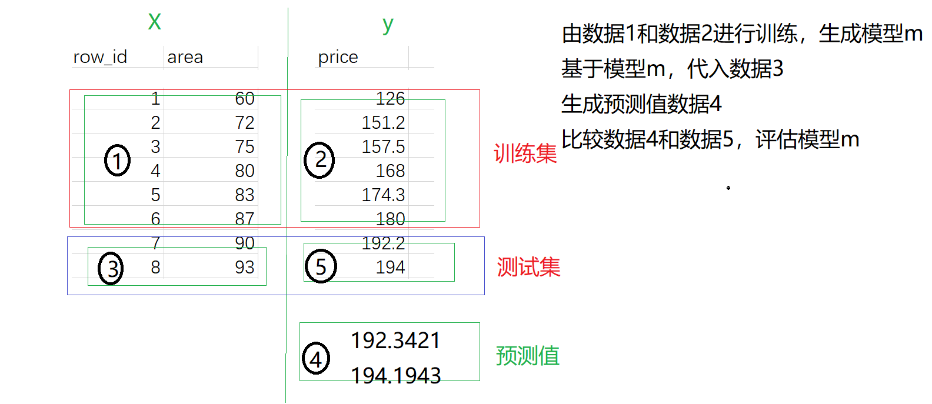 X y
row_id area price
1 60 126
2 72 151.2
3 75 157.5
4 80 168
5 83 174.3
6 87 180
7 90 192.2
8 93 194
① ②
③ ⑤
④ 192.3421
194.1943
训练集
测试集
预测值
由数据1和数据2进行训练，生成模型m
基于模型m，代入数据3
生成预测值数据4
比较数据4和数据5，评估模型m